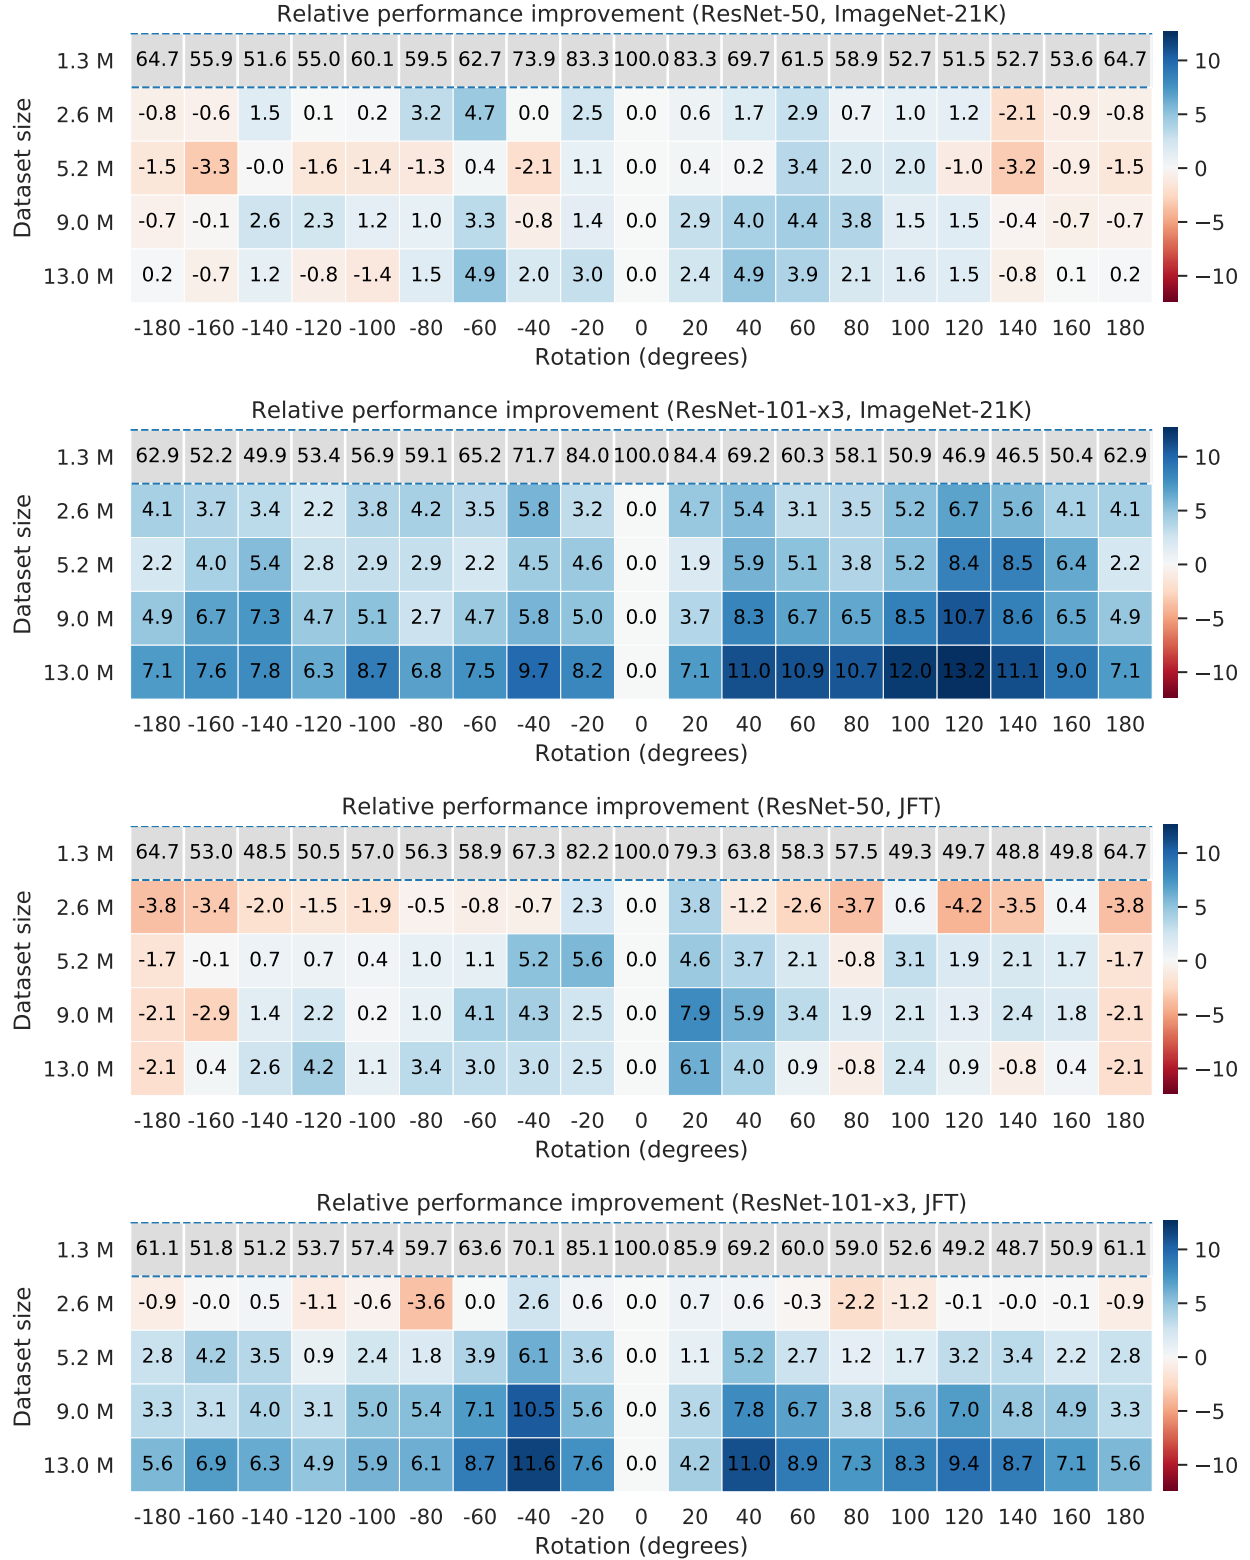 Relative performance improvement (ResNet-50, ImageNet-21K)
1.3 M 64.7 55.9 51.6 55.0 60.1 59.5 62.7 73.9 83.3 100.0 83.3 69.7 61.5 58.9 52.7 51.5 52.7 53.6 64.7
2.6 M -0.8 -0.6 1.5 0.1 0.2 3.2 4.7 0.0 2.5 0.0 0.6 1.7 2.9 0.7 1.0 1.2 -2.1 -0.9 -0.8
5.2 M -1.5 -3.3 -0.0 -1.6 -1.4 -1.3 0.4 -2.1 1.1 0.0 0.4 0.2 3.4 2.0 2.0 -1.0 -3.2 -0.9 -1.5
9.0 M -0.7 -0.1 2.6 2.3 1.2 1.0 3.3 -0.8 1.4 0.0 2.9 4.0 4.4 3.8 1.5 1.5 -0.4 -0.7 -0.7
13.0 M 0.2 -0.7 1.2 -0.8 -1.4 1.5 4.9 2.0 3.0 0.0 2.4 4.9 3.9 2.1 1.6 1.5 -0.8 0.1 0.2
-180 -160 -140 -120 -100 -80 -60 -40 -20 0 20 40 60 80 100 120 140 160 180
Rotation (degrees)
Dataset size
10
5
0
−5
−10
Relative performance improvement (ResNet-101-x3, ImageNet-21K)
1.3 M 62.9 52.2 49.9 53.4 56.9 59.1 65.2 71.7 84.0 100.0 84.4 69.2 60.3 58.1 50.9 46.9 46.5 50.4 62.9
2.6 M 4.1 3.7 3.4 2.2 3.8 4.2 3.5 5.8 3.2 0.0 4.7 5.4 3.1 3.5 5.2 6.7 5.6 4.1 4.1
5.2 M 2.2 4.0 5.4 2.8 2.9 2.9 2.2 4.5 4.6 0.0 1.9 5.9 5.1 3.8 5.2 8.4 8.5 6.4 2.2
9.0 M 4.9 6.7 7.3 4.7 5.1 2.7 4.7 5.8 5.0 0.0 3.7 8.3 6.7 6.5 8.5 10.7 8.6 6.5 4.9
13.0 M 7.1 7.6 7.8 6.3 8.7 6.8 7.5 9.7 8.2 0.0 7.1 11.0 10.9 10.7 12.0 13.2 11.1 9.0 7.1
-180 -160 -140 -120 -100 -80 -60 -40 -20 0 20 40 60 80 100 120 140 160 180
Rotation (degrees)
Dataset size
10
5
0
−5
−10
Relative performance improvement (ResNet-50, JFT)
1.3 M 64.7 53.0 48.5 50.5 57.0 56.3 58.9 67.3 82.2 100.0 79.3 63.8 58.3 57.5 49.3 49.7 48.8 49.8 64.7
2.6 M -3.8 -3.4 -2.0 -1.5 -1.9 -0.5 -0.8 -0.7 2.3 0.0 3.8 -1.2 -2.6 -3.7 0.6 -4.2 -3.5 0.4 -3.8
5.2 M -1.7 -0.1 0.7 0.7 0.4 1.0 1.1 5.2 5.6 0.0 4.6 3.7 2.1 -0.8 3.1 1.9 2.1 1.7 -1.7
9.0 M -2.1 -2.9 1.4 2.2 0.2 1.0 4.1 4.3 2.5 0.0 7.9 5.9 3.4 1.9 2.1 1.3 2.4 1.8 -2.1
13.0 M -2.1 0.4 2.6 4.2 1.1 3.4 3.0 3.0 2.5 0.0 6.1 4.0 0.9 -0.8 2.4 0.9 -0.8 0.4 -2.1
-180 -160 -140 -120 -100 -80 -60 -40 -20 0 20 40 60 80 100 120 140 160 180
Rotation (degrees)
Dataset size
10
5
0
−5
−10
Relative performance improvement (ResNet-101-x3, JFT)
1.3 M 61.1 51.8 51.2 53.7 57.4 59.7 63.6 70.1 85.1 100.0 85.9 69.2 60.0 59.0 52.6 49.2 48.7 50.9 61.1
2.6 M -0.9 -0.0 0.5 -1.1 -0.6 -3.6 0.0 2.6 0.6 0.0 0.7 0.6 -0.3 -2.2 -1.2 -0.1 -0.0 -0.1 -0.9
5.2 M 2.8 4.2 3.5 0.9 2.4 1.8 3.9 6.1 3.6 0.0 1.1 5.2 2.7 1.2 1.7 3.2 3.4 2.2 2.8
9.0 M 3.3 3.1 4.0 3.1 5.0 5.4 7.1 10.5 5.6 0.0 3.6 7.8 6.7 3.8 5.6 7.0 4.8 4.9 3.3
13.0 M 5.6 6.9 6.3 4.9 5.9 6.1 8.7 11.6 7.6 0.0 4.2 11.0 8.9 7.3 8.3 9.4 8.7 7.1 5.6
-180 -160 -140 -120 -100 -80 -60 -40 -20 0 20 40 60 80 100 120 140 160 180
Rotation (degrees)
Dataset size
10
5
0
−5
−10